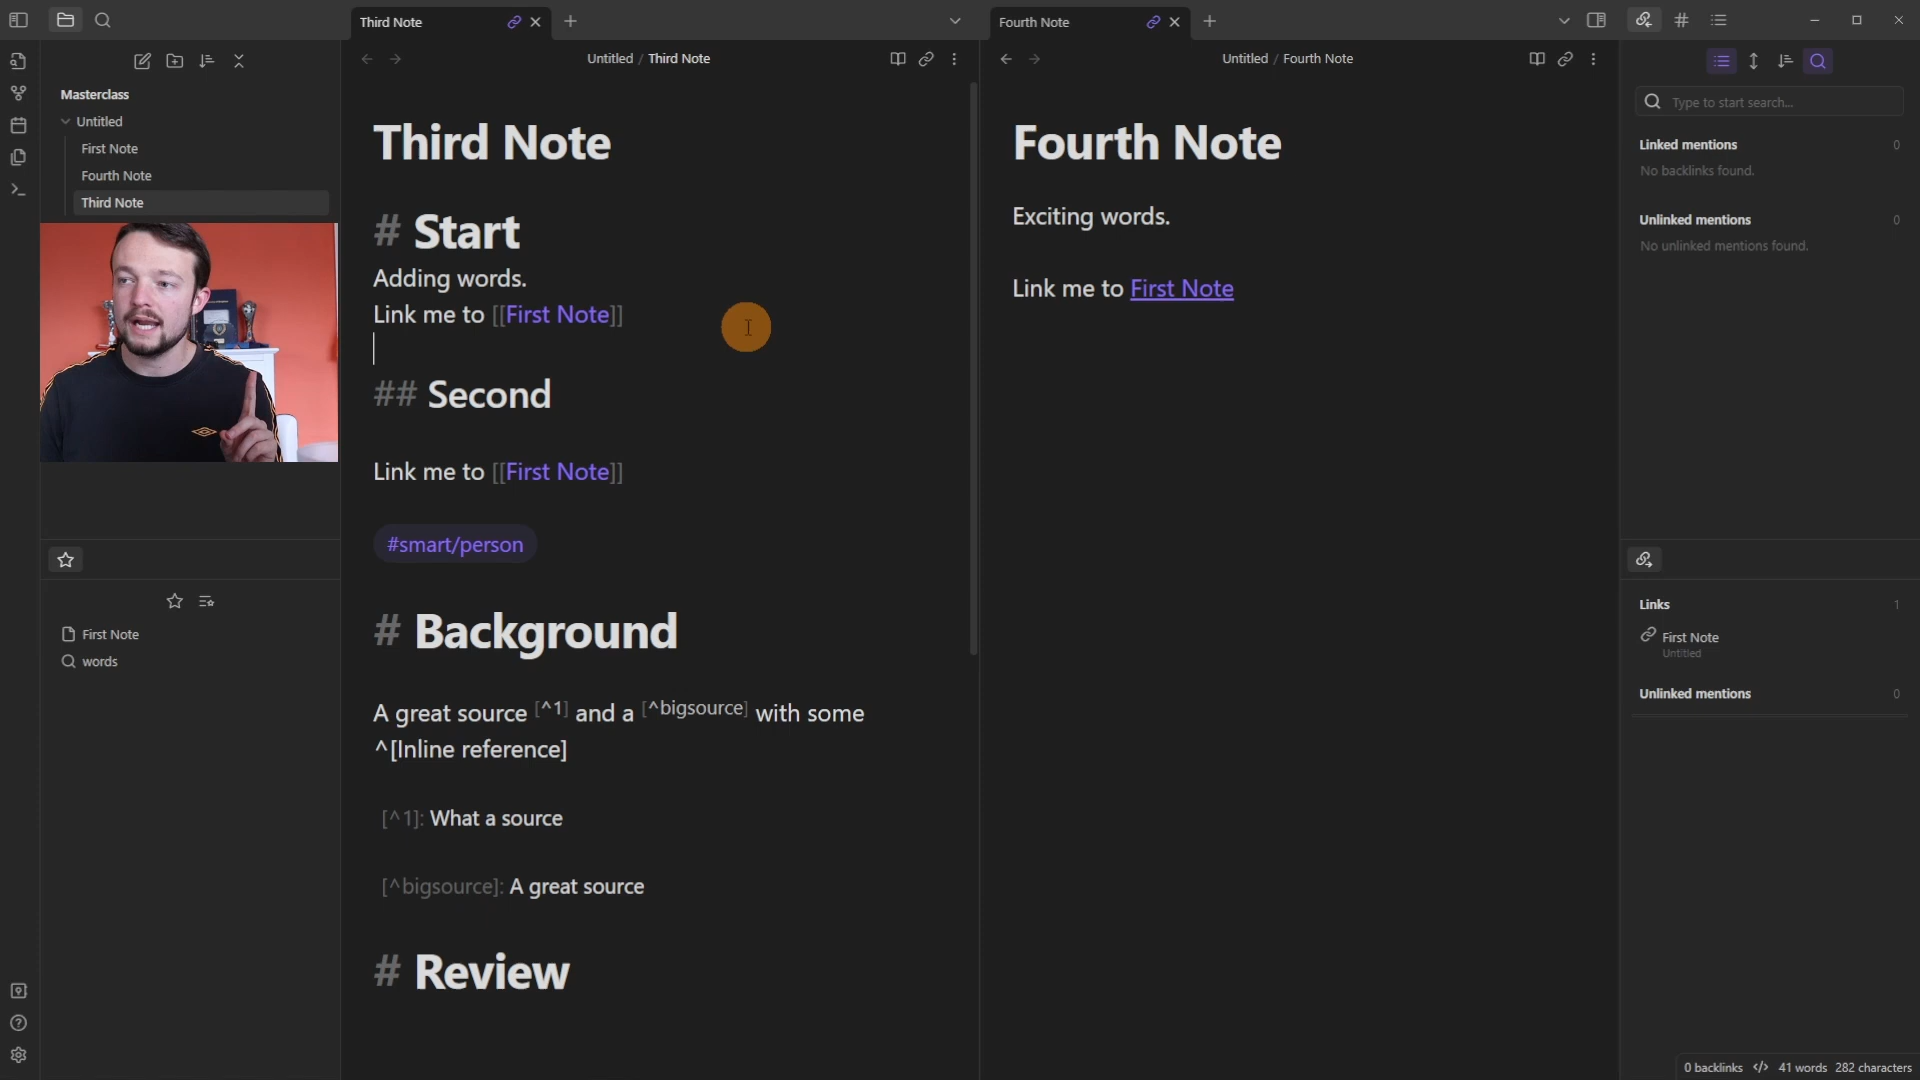 Third Note
Fourth Note
Masterclass
Untitled
First Note
Fourth Note
Third Note
First Note
words
Untitled / Third Note
Third Note
# Start
Adding words.
Link me to [[First Note]]
## Second
Link me to [[First Note]]
#smart/person
# Background
A great source [^1] and a [^bigsource] with some
^[Inline reference]
[^1]: What a source
[^bigsource]: A great source
# Review
Untitled / Fourth Note
Fourth Note
Exciting words.
Link me to First Note
Type to start search...
Linked mentions 0
No backlinks found.
Unlinked mentions 0
No unlinked mentions found.
Links 1
First Note
Untitled
Unlinked mentions 0
0 backlinks </> 41 words 282 characters